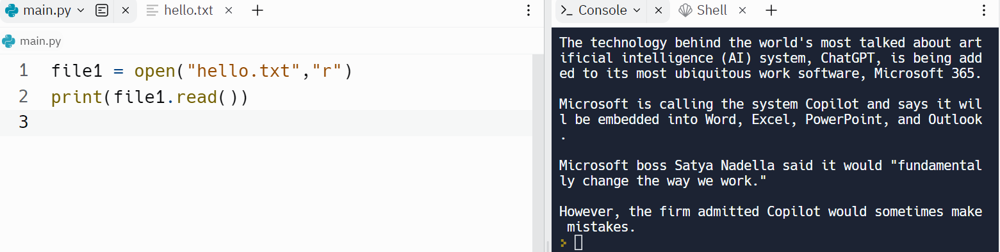 main.py
hello.txt
main.py
1 file1 = open("hello.txt","r")
2 print(file1.read())
3
Console
Shell
The technology behind the world's most talked about art
ificial intelligence (AI) system, ChatGPT, is being add
ed to its most ubiquitous work software, Microsoft 365.
Microsoft is calling the system Copilot and says it wil
l be embedded into Word, Excel, PowerPoint, and Outlook
.
Microsoft boss Satya Nadella said it would "fundamental
ly change the way we work."
However, the firm admitted Copilot would sometimes make
mistakes.